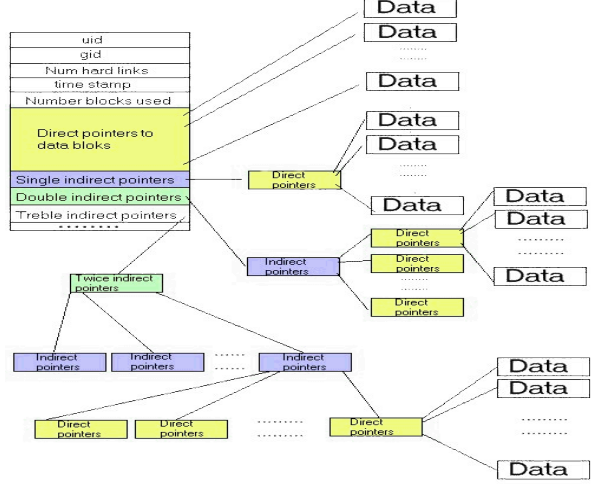 uid
gid
Num hard links
time stamp
Number blocks used
Direct pointers to
data bloks
Single indirect pointers
Double indirect pointers
Treble indirect pointers
........
Data
Data
........
........
Data
Direct
pointers
Data
Data
........
........
Data
Indirect
pointers
Direct
pointers
Direct
pointers
........
........
Direct
pointers
Data
Data
........
........
Data
Twice indirect
pointers
Indirect
pointers
Indirect
pointers
......
......
Indirect
pointers
Direct
pointers
Direct
pointers
........
........
Direct
pointers
Data
Data
........
........
Data